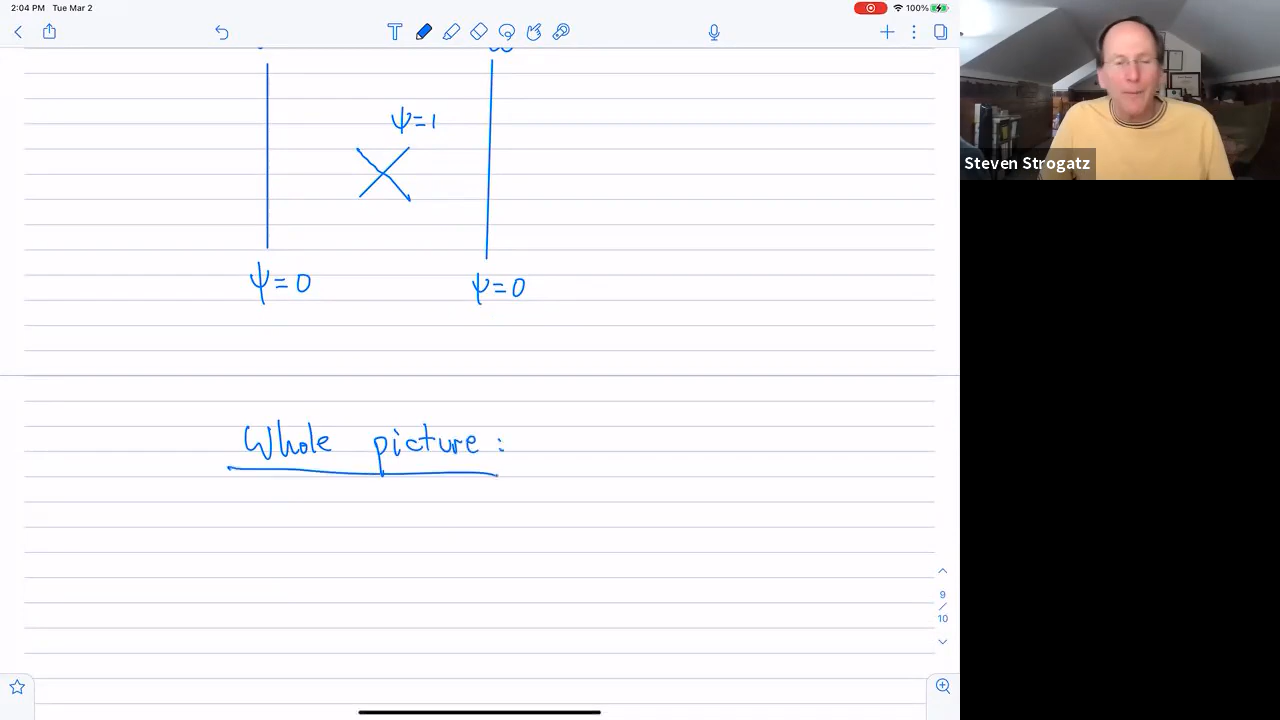 2:04 PM Tue Mar 2
100%
ψ=1
ψ=0
ψ=0
Whole picture:
9
/
10
Steven Strogatz